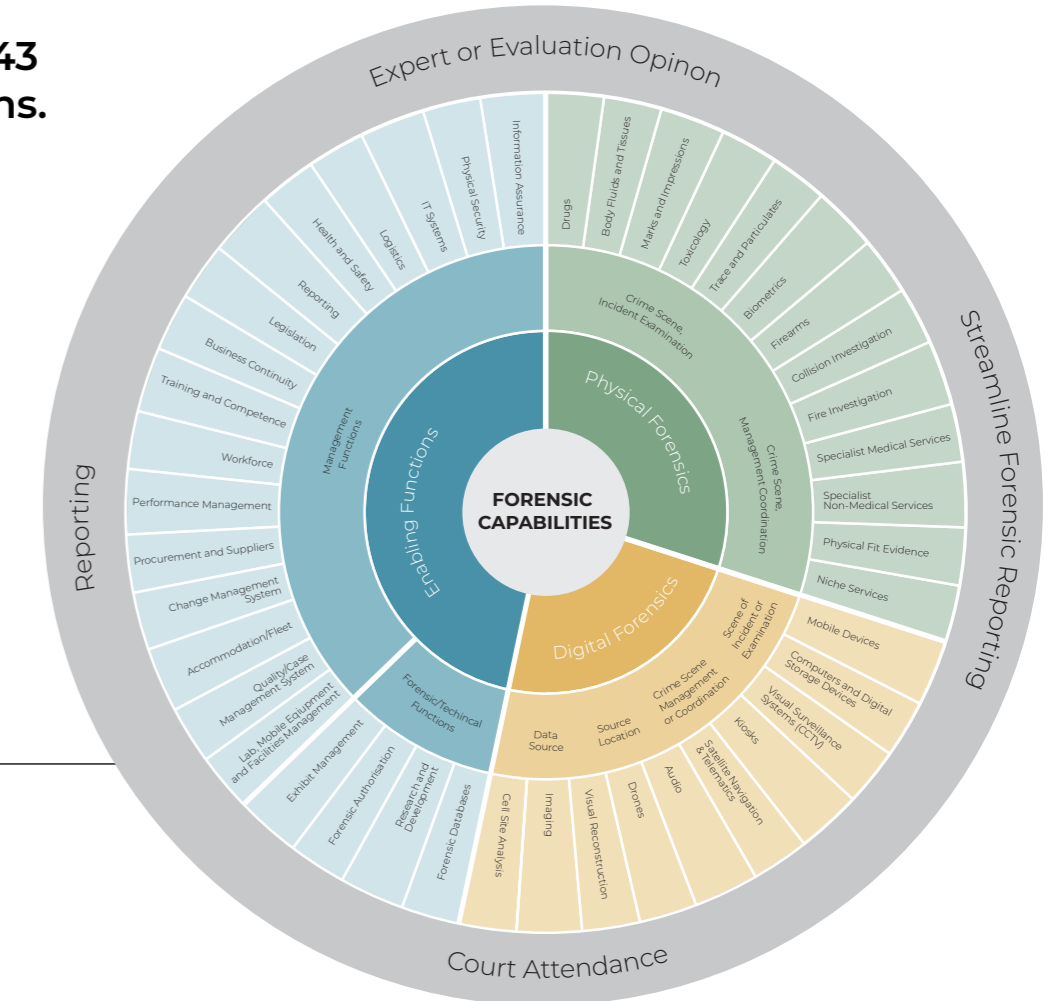 43
ns.
Expert or Evaluation Opinon
Streamline Forensic Reporting
Court Attendance
Reporting
FORENSIC
CAPABILITIES
Physical Forensics
Crime Scene,
Incident Examination
Crime Scene,
Management Coordination
Drugs
Body Fluids and Tissues
Marks and Impressions
Toxicology
Trace and Particulates
Biometrics
Firearms
Collision Investigation
Fire Investigation
Specialist Medical Services
Specialist
Non-Medical Services
Physical Fit Evidence
Niche Services
Digital Forensics
Scene of
Incident or
Examination
Crime Scene
Management
or Coordination
Source
Location
Data
Source
Mobile Devices
Computers and Digital
Storage Devices
Visual Surveillance
Systems (CCTV)
Kiosks
Satellite Navigation
& Telematics
Audio
Drones
Visual Reconstruction
Imaging
Cell Site Analysis
Enabling Functions
Forensic/Techincal
Functions
Forensic Databases
Research and
Development
Forensic Authorisation
Exhibit Management
Management
Functions
Lab, Mobile Eqiupment
and Facilities Management
Quality/Case
Management System
Accommodation/Fleet
Change Management
System
Procurement and Suppliers
Performance Management
Workforce
Training and Competence
Business Continuity
Legislation
Reporting
Health and Safety
Logistics
IT Systems
Physical Security
Information Assurance